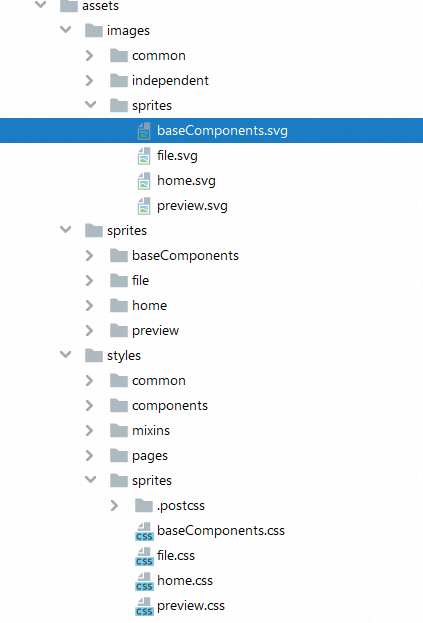 assets
images
common
independent
sprites
baseComponents.svg
file.svg
home.svg
preview.svg
sprites
baseComponents
file
home
preview
styles
common
components
mixins
pages
sprites
.postcss
CSS baseComponents.css
CSS file.css
CSS home.css
CSS preview.css